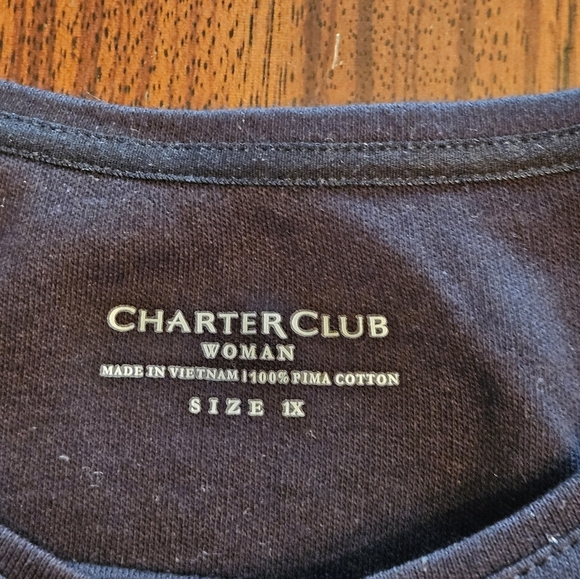 CHARTER CLUB
WOMAN
MADE IN VIETNAM | 100% PIMA COTTON
SIZE 1X